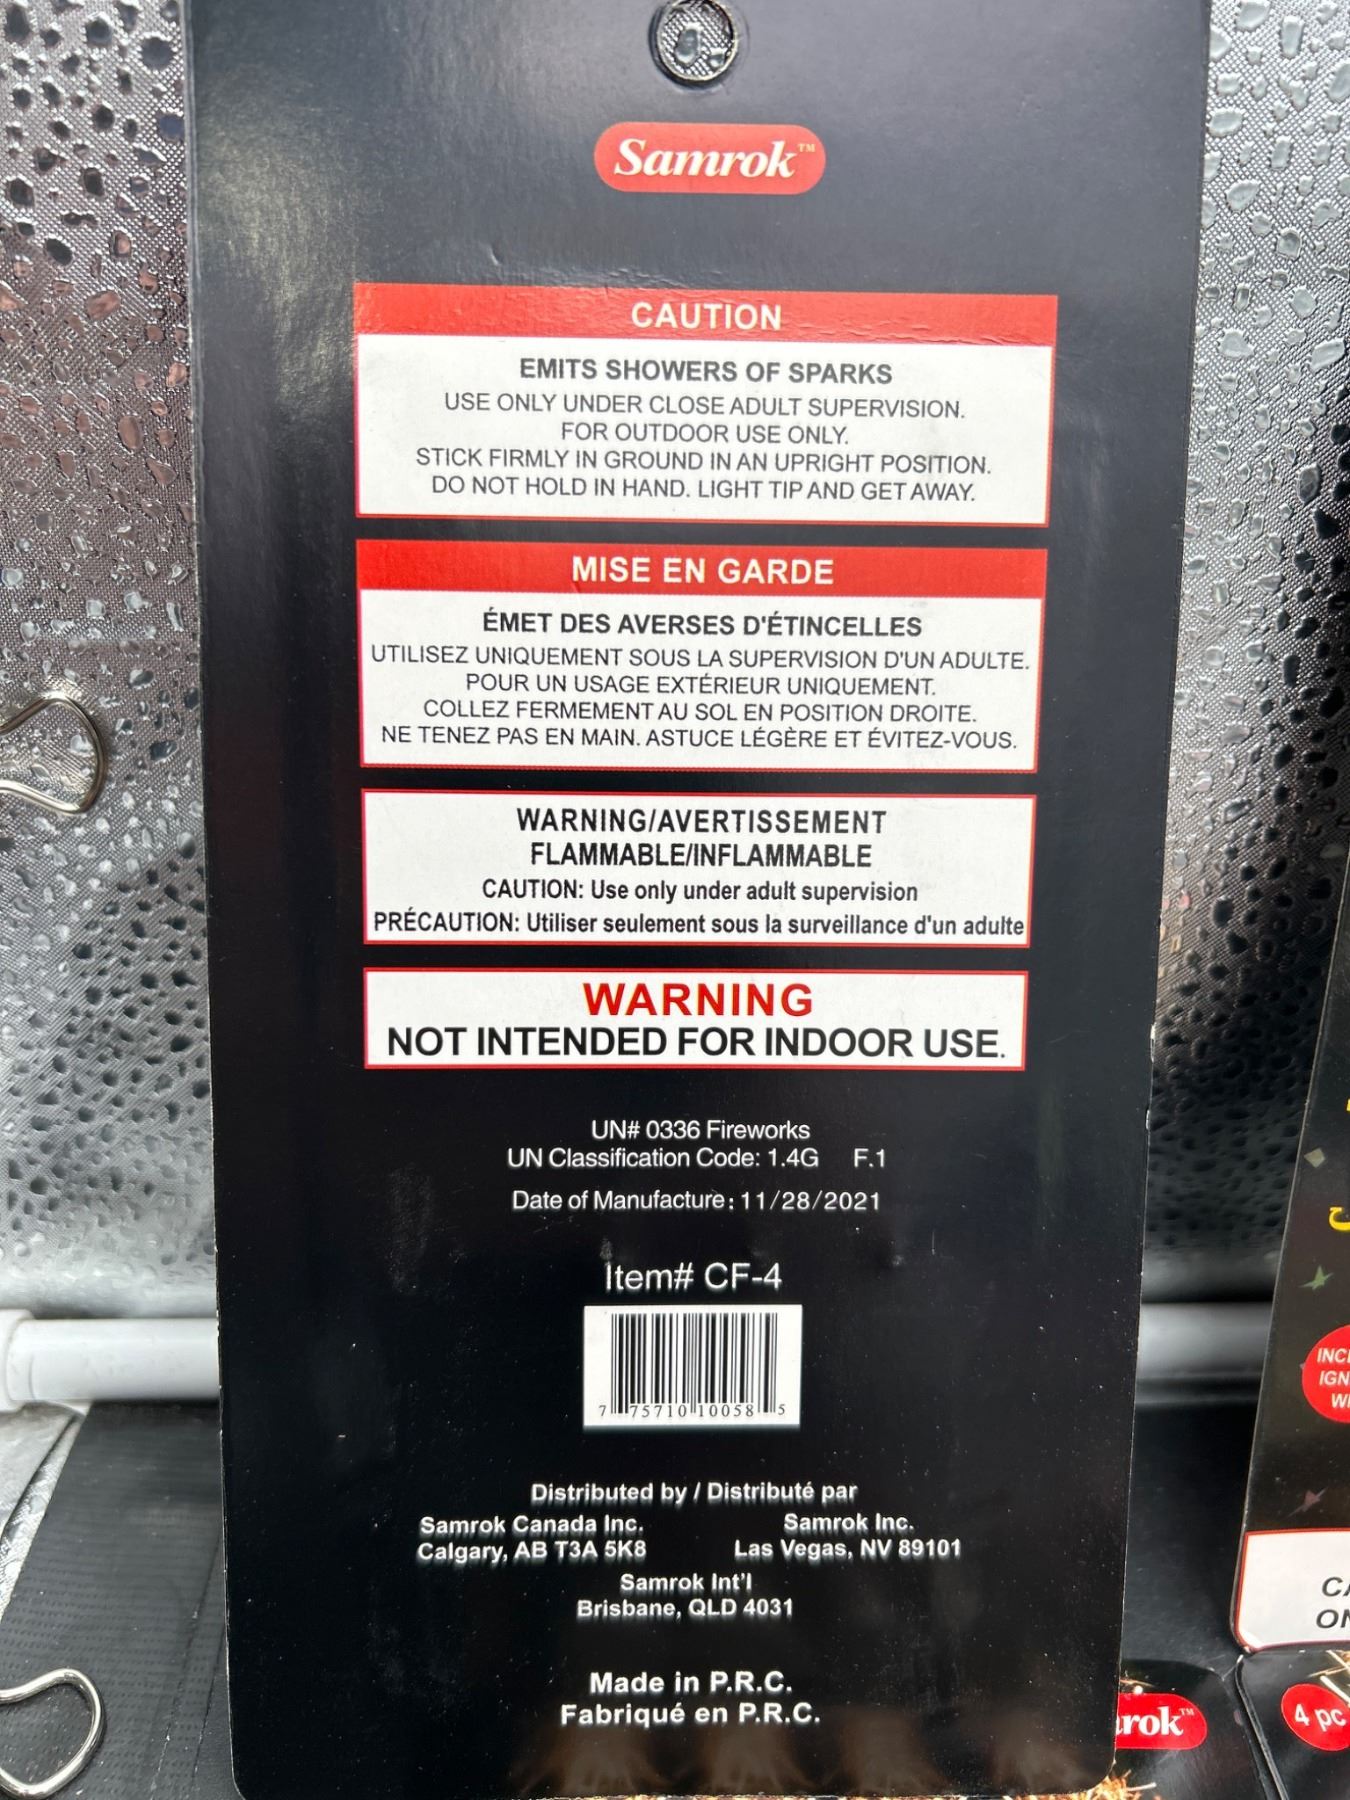 Samrok™
CAUTION
EMITS SHOWERS OF SPARKS
USE ONLY UNDER CLOSE ADULT SUPERVISION.
FOR OUTDOOR USE ONLY.
STICK FIRMLY IN GROUND IN AN UPRIGHT POSITION.
DO NOT HOLD IN HAND. LIGHT TIP AND GET AWAY.
MISE EN GARDE
ÉMET DES AVERSES D'ÉTINCELLES
UTILISEZ UNIQUEMENT SOUS LA SUPERVISION D'UN ADULTE.
POUR UN USAGE EXTÉRIEUR UNIQUEMENT.
COLLEZ FERMEMENT AU SOL EN POSITION DROITE.
NE TENEZ PAS EN MAIN. ASTUCE LÉGÈRE ET ÉVITEZ-VOUS.
WARNING/AVERTISSEMENT
FLAMMABLE/INFLAMMABLE
CAUTION: Use only under adult supervision
PRÉCAUTION: Utiliser seulement sous la surveillance d'un adulte
WARNING
NOT INTENDED FOR INDOOR USE.
UN# 0336 Fireworks
UN Classification Code: 1.4G F.1
Date of Manufacture: 11/28/2021
Item# CF-4
7 75710 10058 5
Distributed by / Distribué par
Samrok Canada Inc. Samrok Inc.
Calgary, AB T3A 5K8 Las Vegas, NV 89101
Samrok Int'l
Brisbane, QLD 4031
Made in P.R.C.
Fabriqué en P.R.C.
rok™
4 pc